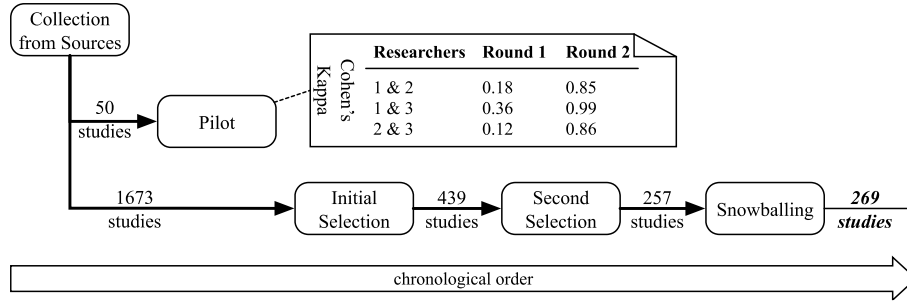 Collection
from Sources
Cohen's
Kappa
Researchers Round 1 Round 2
1 & 2 0.18 0.85
1 & 3 0.36 0.99
2 & 3 0.12 0.86
50
studies
Pilot
1673
studies
Initial
Selection
439
studies
Second
Selection
257
studies
Snowballing
269
studies
chronological order